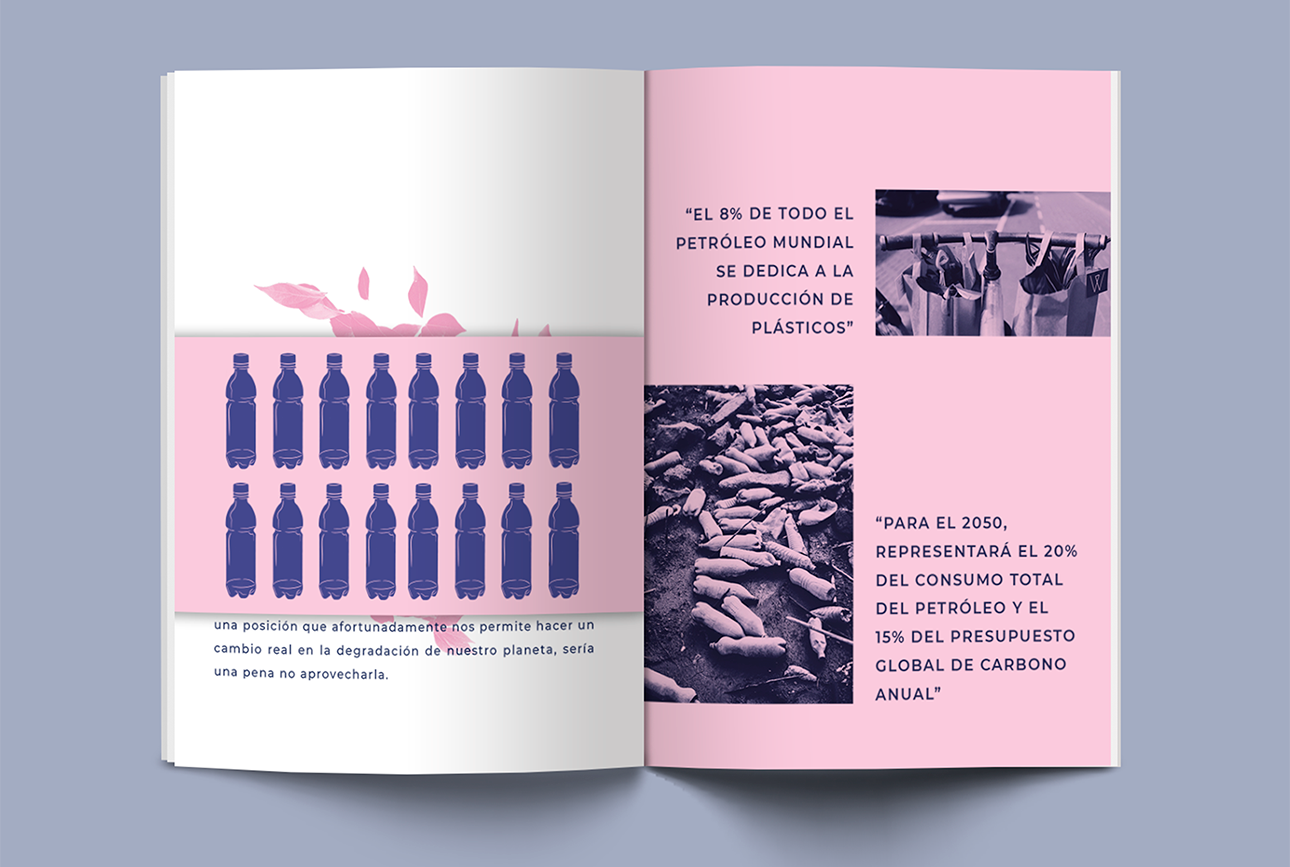 una posición que afortunadamente nos permite hacer un
cambio real en la degradación de nuestro planeta, sería
una pena no aprovecharla.
“EL 8% DE TODO EL
PETRÓLEO MUNDIAL
SE DEDICA A LA
PRODUCCIÓN DE
PLÁSTICOS”
W
“PARA EL 2050,
REPRESENTARÁ EL 20%
DEL CONSUMO TOTAL
DEL PETRÓLEO Y EL
15% DEL PRESUPUESTO
GLOBAL DE CARBONO
ANUAL”